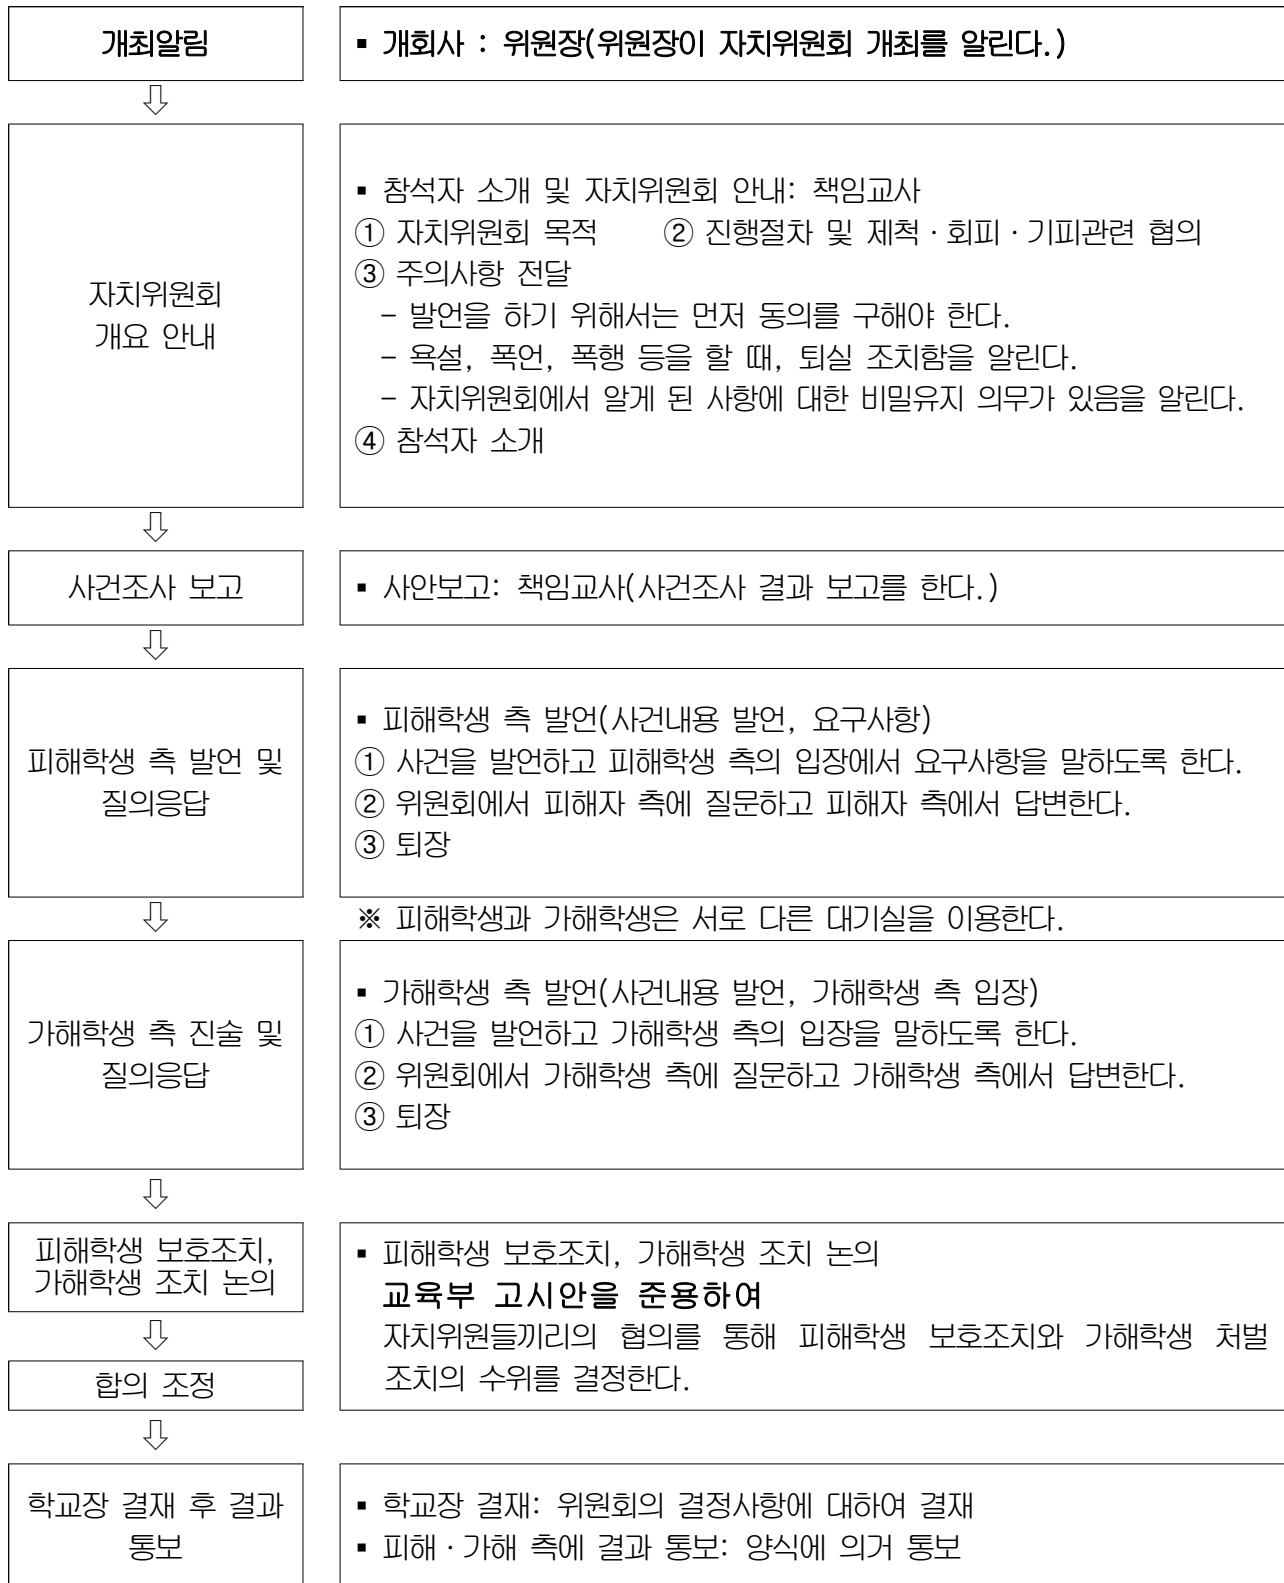 개최알림
▪ 개회사 : 위원장(위원장이 자치위원회 개최를 알린다.)
⇩
자치위원회
개요 안내
▪ 참석자 소개 및 자치위원회 안내: 책임교사
① 자치위원회 목적 ② 진행절차 및 제척·회피·기피관련 협의
③ 주의사항 전달
- 발언을 하기 위해서는 먼저 동의를 구해야 한다.
- 욕설, 폭언, 폭행 등을 할 때, 퇴실 조치함을 알린다.
- 자치위원회에서 알게 된 사항에 대한 비밀유지 의무가 있음을 알린다.
④ 참석자 소개
⇩
사건조사 보고
▪ 사안보고: 책임교사(사건조사 결과 보고를 한다.)
⇩
피해학생 측 발언 및
질의응답
▪ 피해학생 측 발언(사건내용 발언, 요구사항)
① 사건을 발언하고 피해학생 측의 입장에서 요구사항을 말하도록 한다.
② 위원회에서 피해자 측에 질문하고 피해자 측에서 답변한다.
③ 퇴장
⇩
※ 피해학생과 가해학생은 서로 다른 대기실을 이용한다.
가해학생 측 진술 및
질의응답
▪ 가해학생 측 발언(사건내용 발언, 가해학생 측 입장)
① 사건을 발언하고 가해학생 측의 입장을 말하도록 한다.
② 위원회에서 가해학생 측에 질문하고 가해학생 측에서 답변한다.
③ 퇴장
⇩
피해학생 보호조치,
가해학생 조치 논의
⇩
합의 조정
▪ 피해학생 보호조치, 가해학생 조치 논의
교육부 고시안을 준용하여
자치위원들끼리의 협의를 통해 피해학생 보호조치와 가해학생 처벌
조치의 수위를 결정한다.
⇩
학교장 결재 후 결과
통보
▪ 학교장 결재: 위원회의 결정사항에 대하여 결재
▪ 피해·가해 측에 결과 통보: 양식에 의거 통보